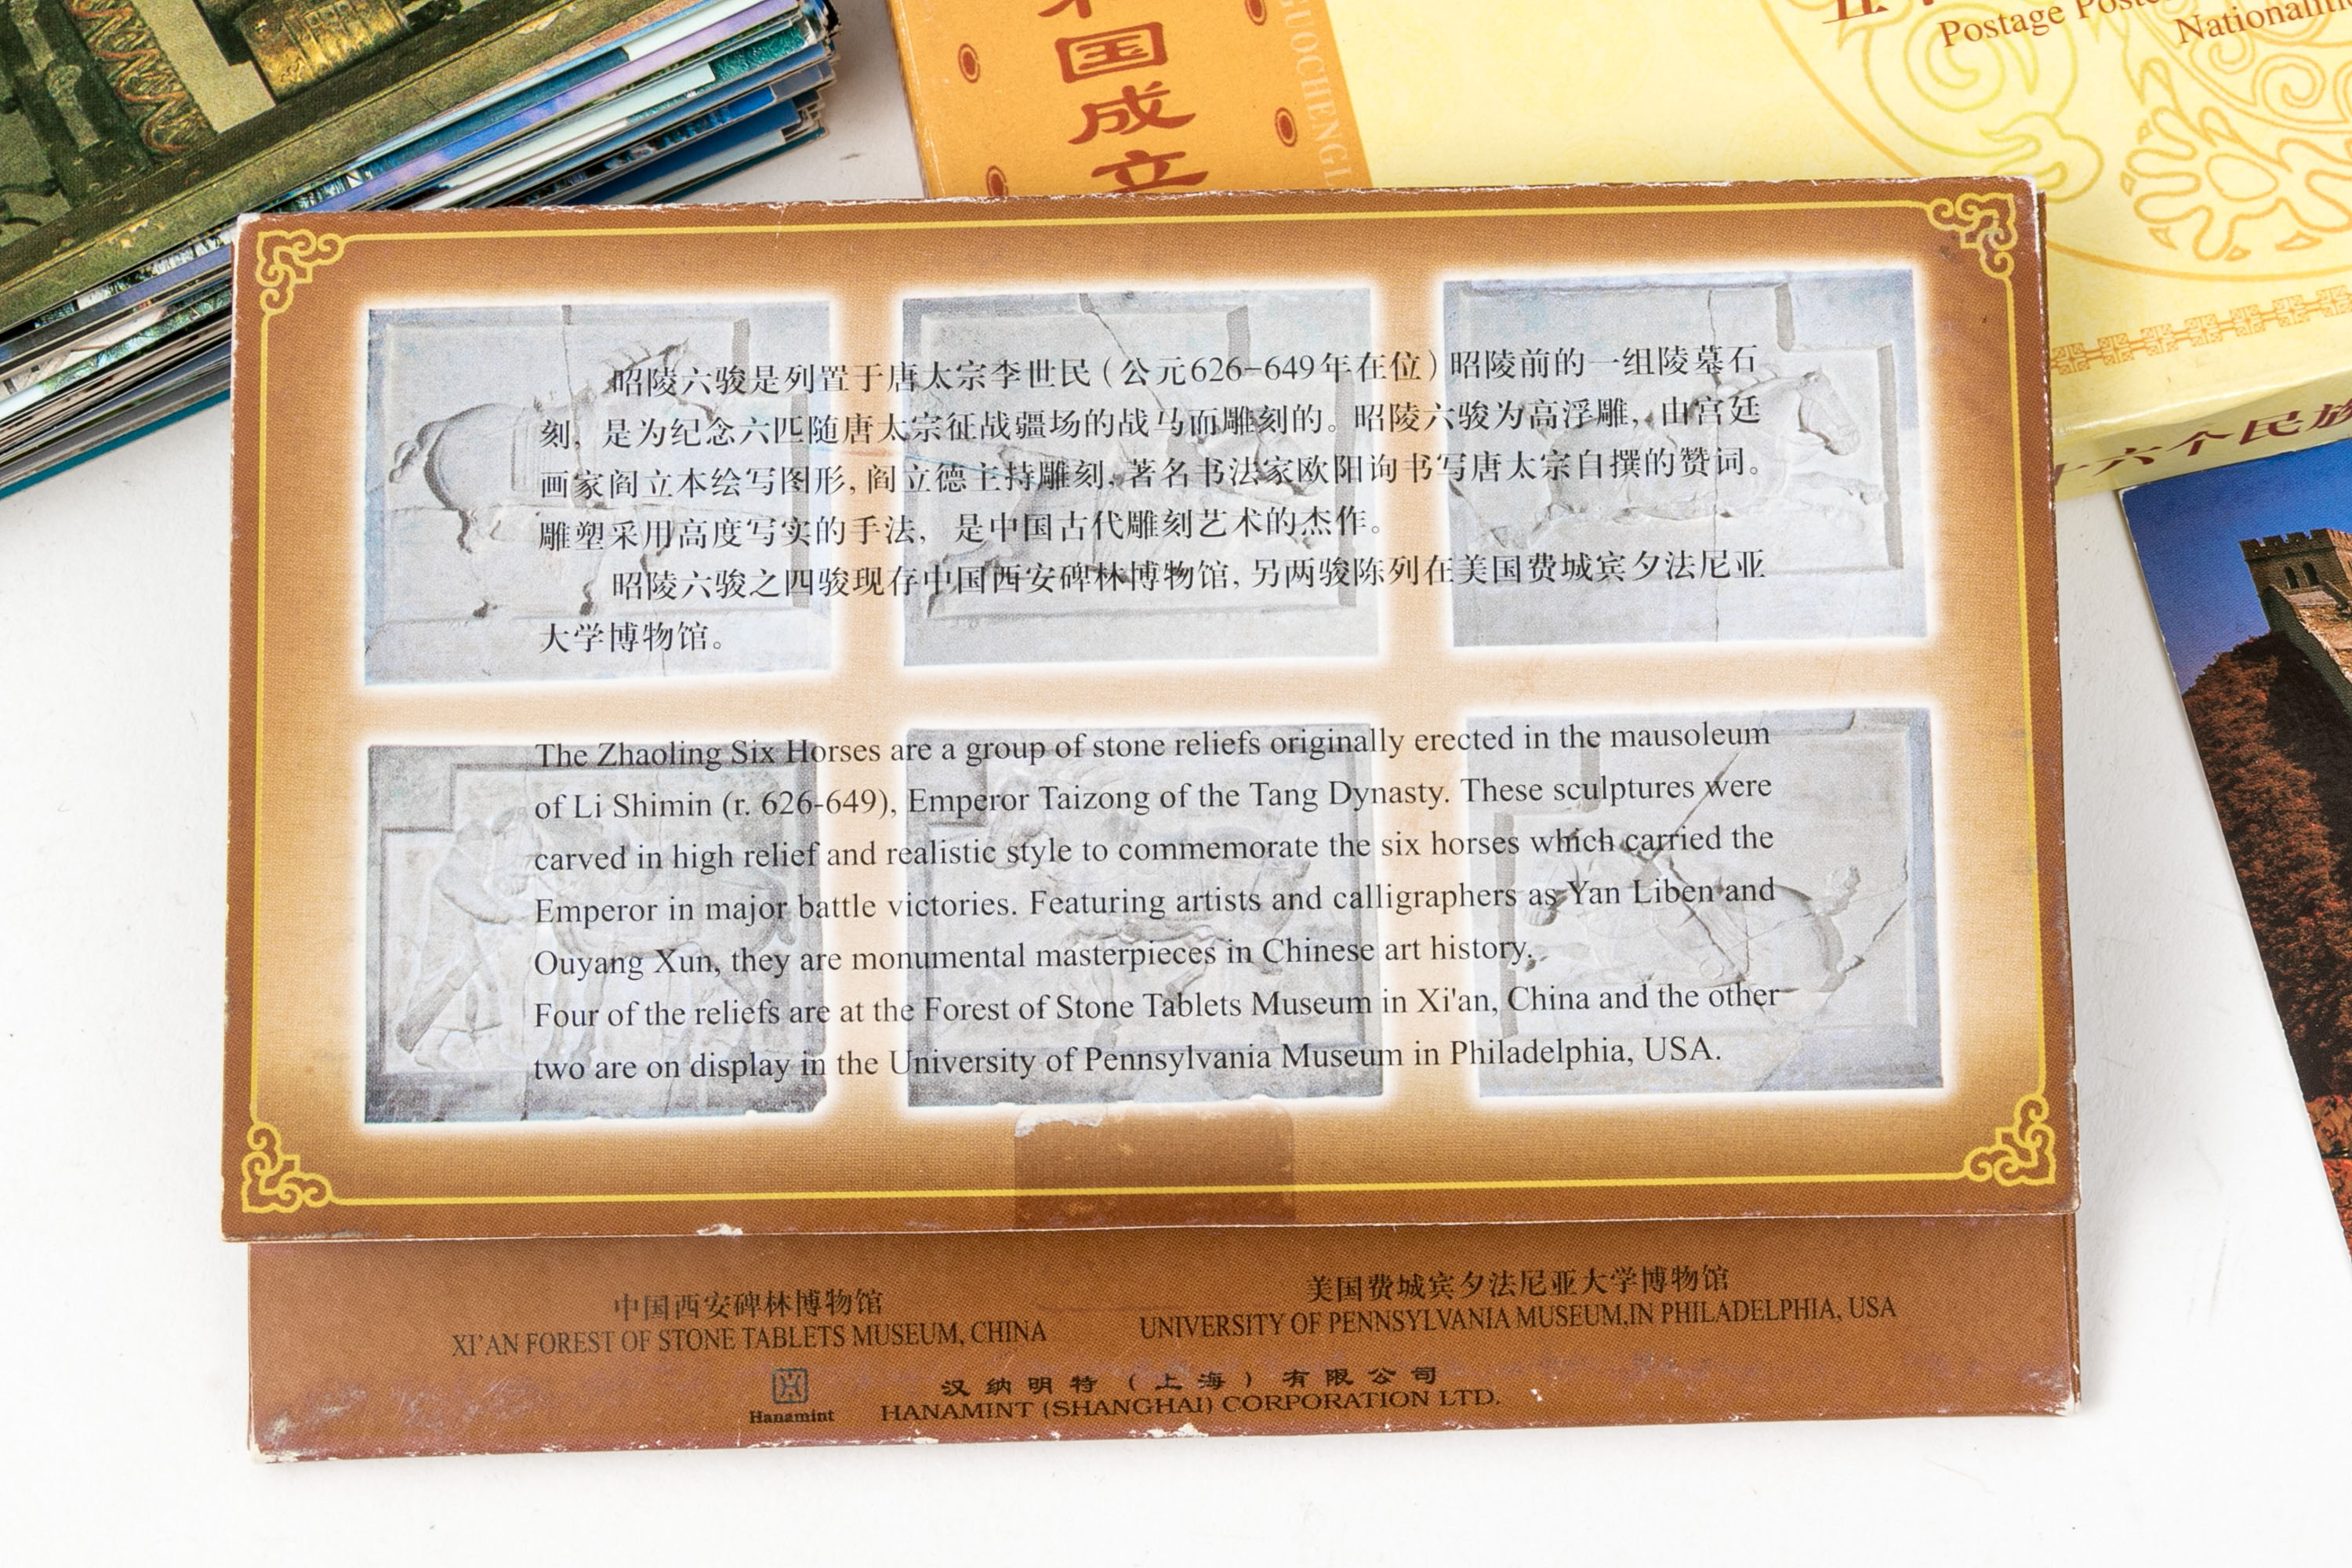 国成立
GUOCHENGL
Postage
Nationalitie
十六个民族
昭陵六骏是列置于唐太宗李世民(公元626-649年在位)昭陵前的一组陵墓石
刻，是为纪念六匹随唐太宗征战疆场的战马而雕刻的。昭陵六骏为高浮雕，由宫廷
画家阎立本绘写图形，阎立德主持雕刻，著名书法家欧阳询书写唐太宗自撰的赞词。
雕塑采用高度写实的手法，是中国古代雕刻艺术的杰作。
昭陵六骏之四骏现存中国西安碑林博物馆，另两骏陈列在美国费城宾夕法尼亚
大学博物馆。
The Zhaoling Six Horses are a group of stone reliefs originally erected in the mausoleum
of Li Shimin (r. 626-649), Emperor Taizong of the Tang Dynasty. These sculptures were
carved in high relief and realistic style to commemorate the six horses which carried the
Emperor in major battle victories. Featuring artists and calligraphers as Yan Liben and
Ouyang Xun, they are monumental masterpieces in Chinese art history.
Four of the reliefs are at the Forest of Stone Tablets Museum in Xi'an, China and the other
two are on display in the University of Pennsylvania Museum in Philadelphia, USA.
中国西安碑林博物馆
XI'AN FOREST OF STONE TABLETS MUSEUM, CHINA
美国费城宾夕法尼亚大学博物馆
UNIVERSITY OF PENNSYLVANIA MUSEUM,IN PHILADELPHIA, USA
Hanamint
汉纳明特（上海）有限公司
HANAMINT (SHANGHAI) CORPORATION LTD.